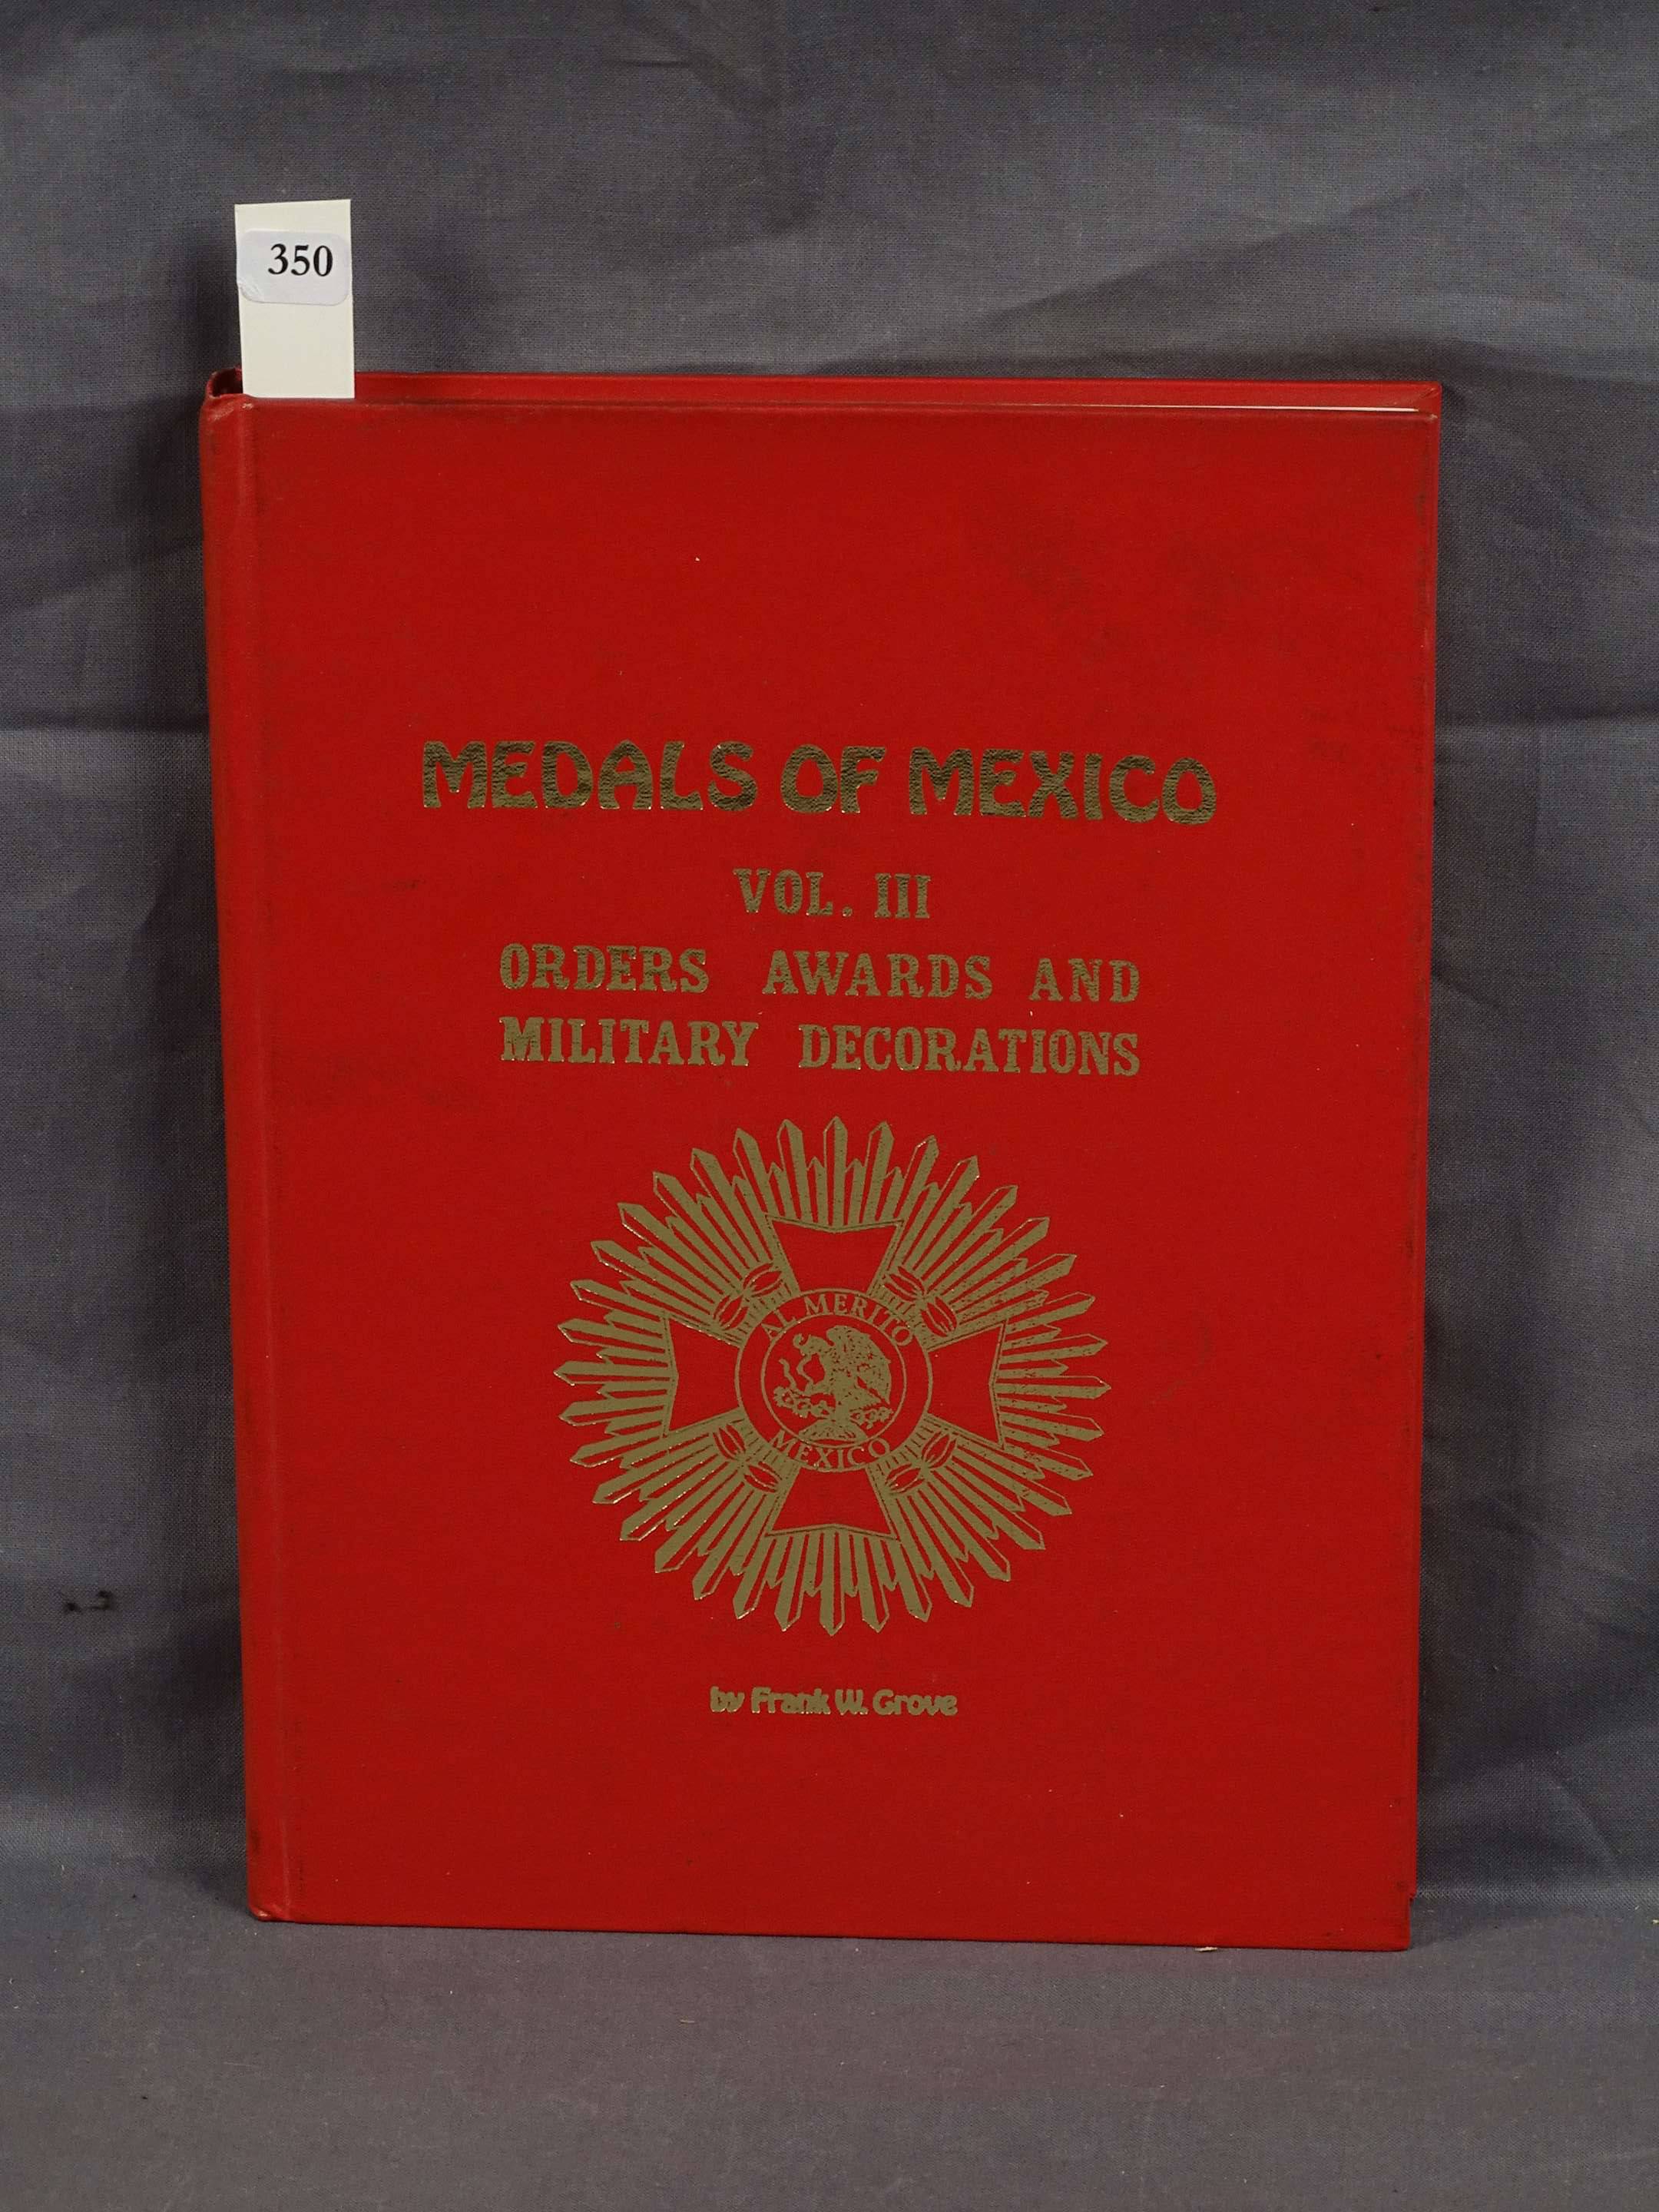 350
MEDALS OF MEXICO
VOL. III
ORDERS AWARDS AND
MILITARY DECORATIONS
AL MERITO
MEXICO
by Frank W. Grove